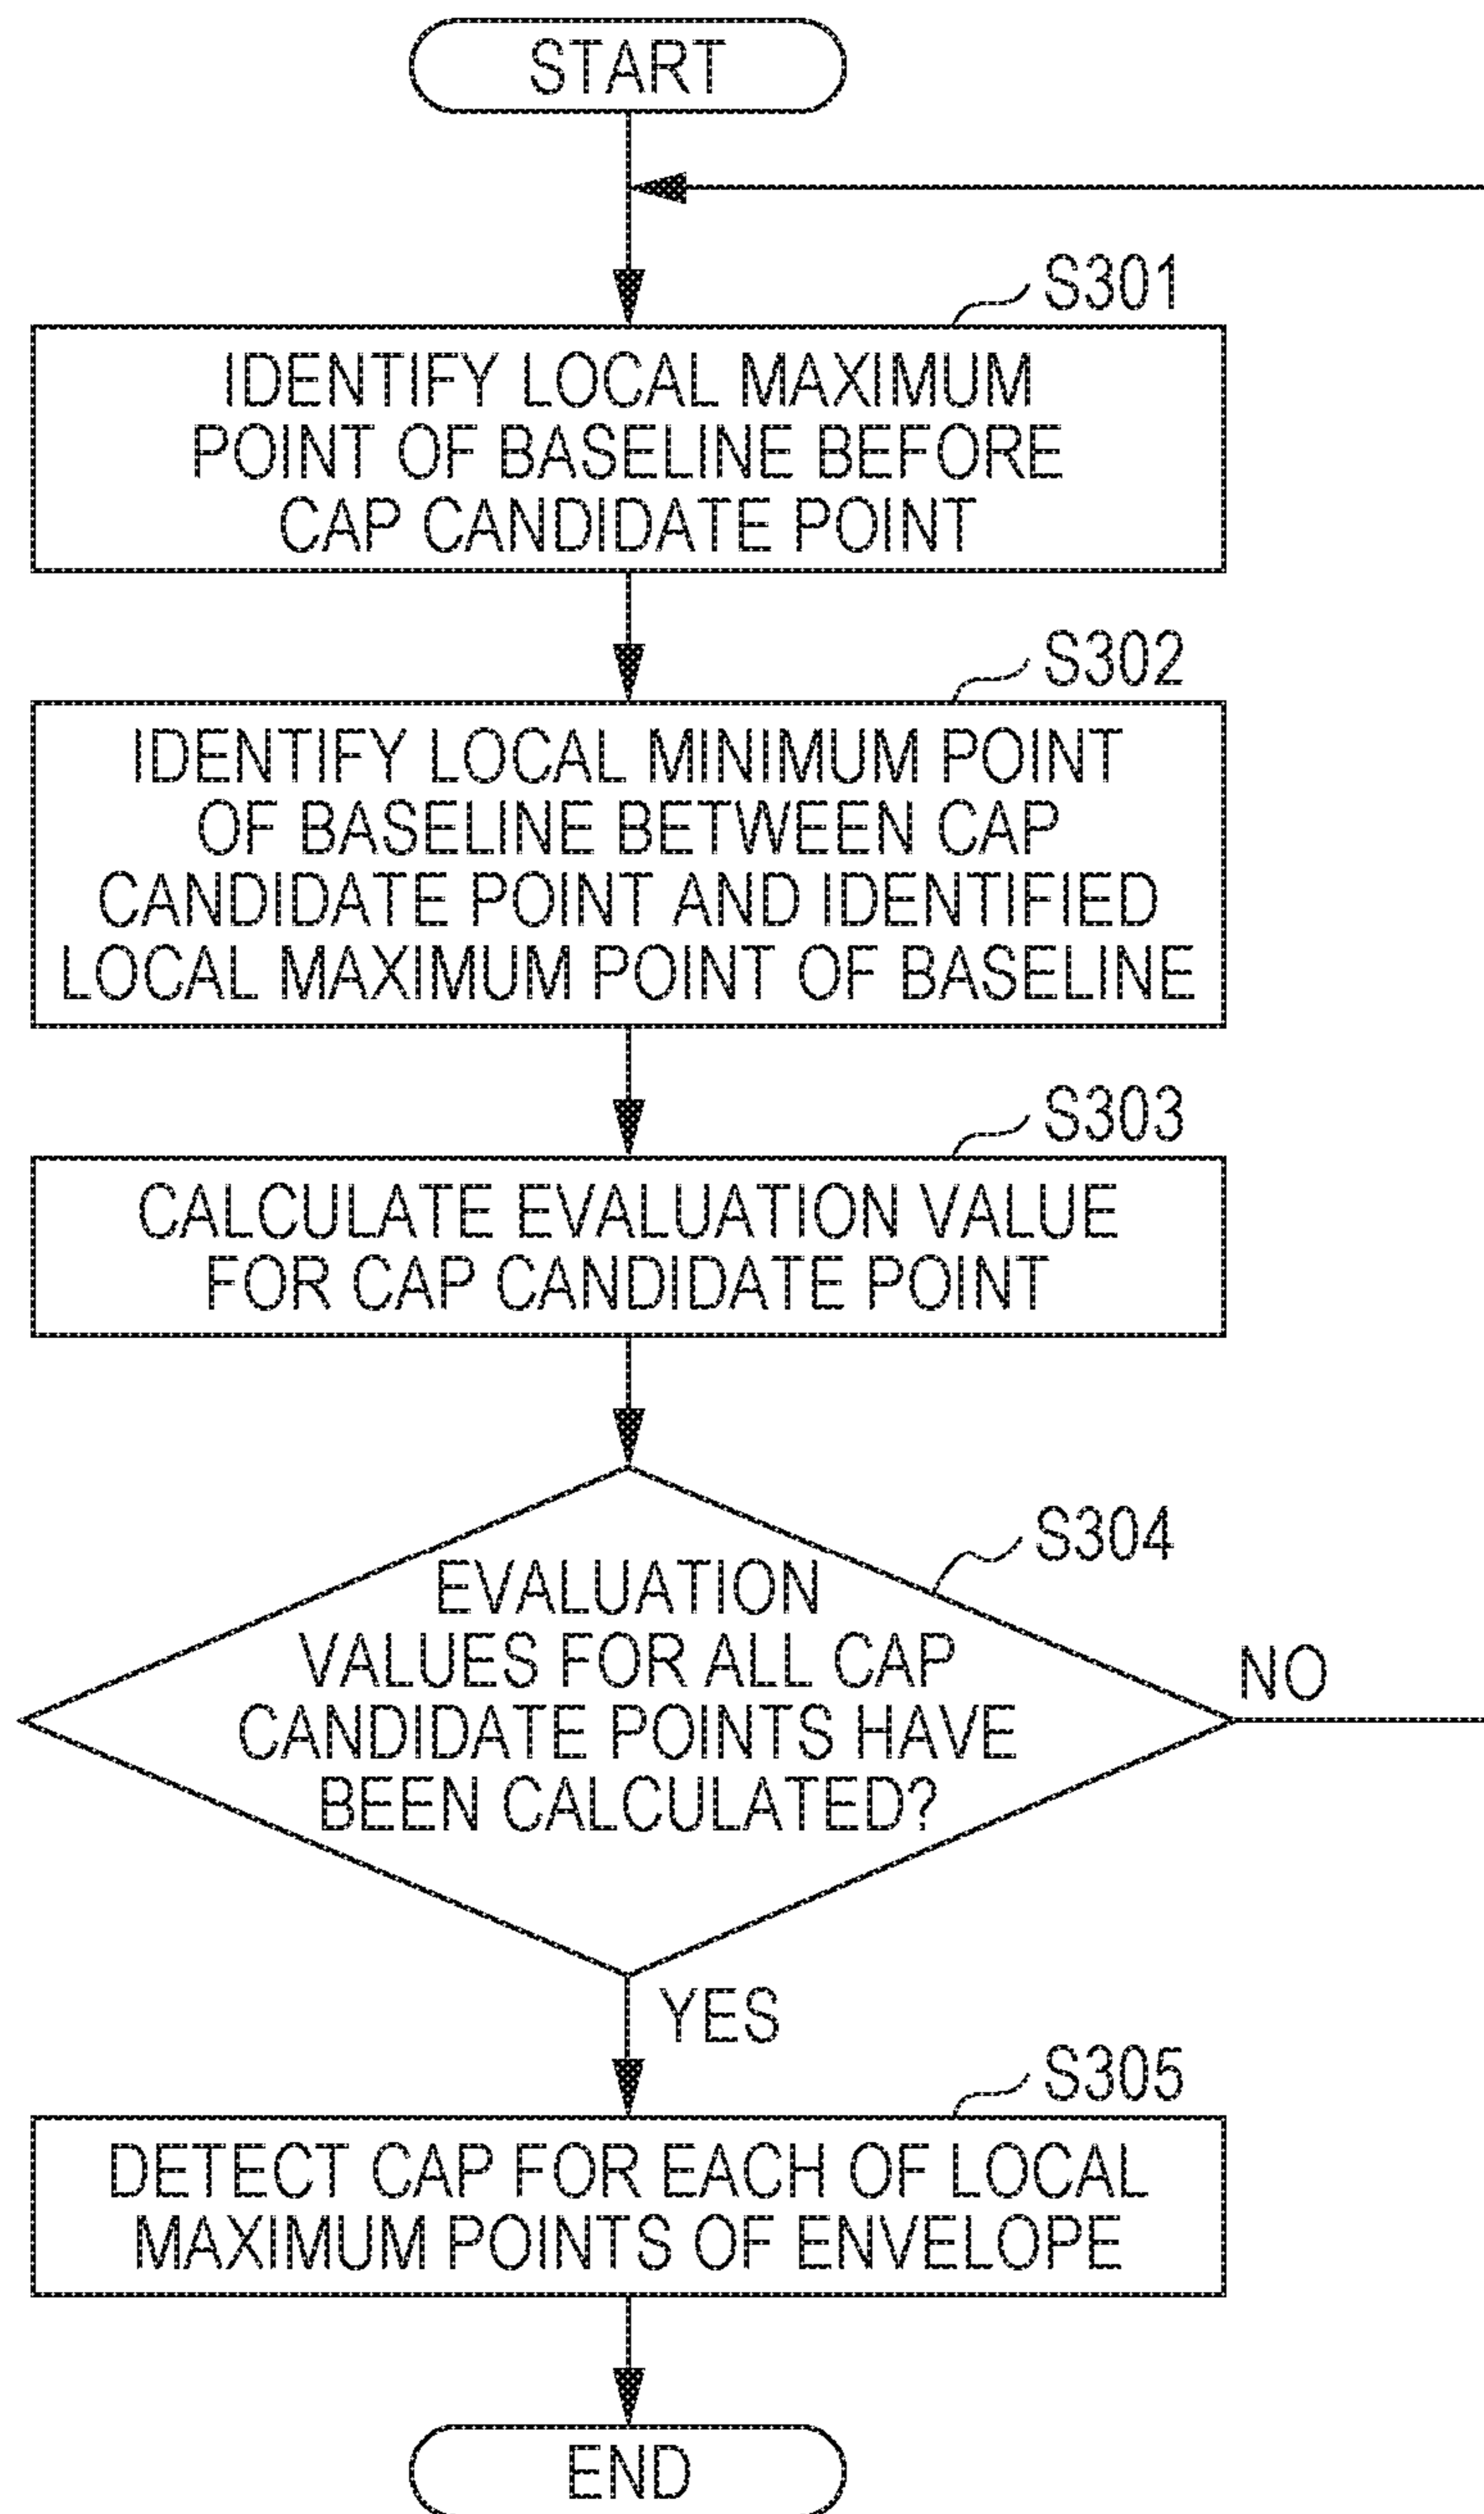 START
S301
IDENTIFY LOCAL MAXIMUM
POINT OF BASELINE BEFORE
CAP CANDIDATE POINT
S302
IDENTIFY LOCAL MINIMUM POINT
OF BASELINE BETWEEN CAP
CANDIDATE POINT AND IDENTIFIED
LOCAL MAXIMUM POINT OF BASELINE
S303
CALCULATE EVALUATION VALUE
FOR CAP CANDIDATE POINT
S304
EVALUATION
VALUES FOR ALL CAP
CANDIDATE POINTS HAVE
BEEN CALCULATED?
NO
YES
S305
DETECT CAP FOR EACH OF LOCAL
MAXIMUM POINTS OF ENVELOPE
END